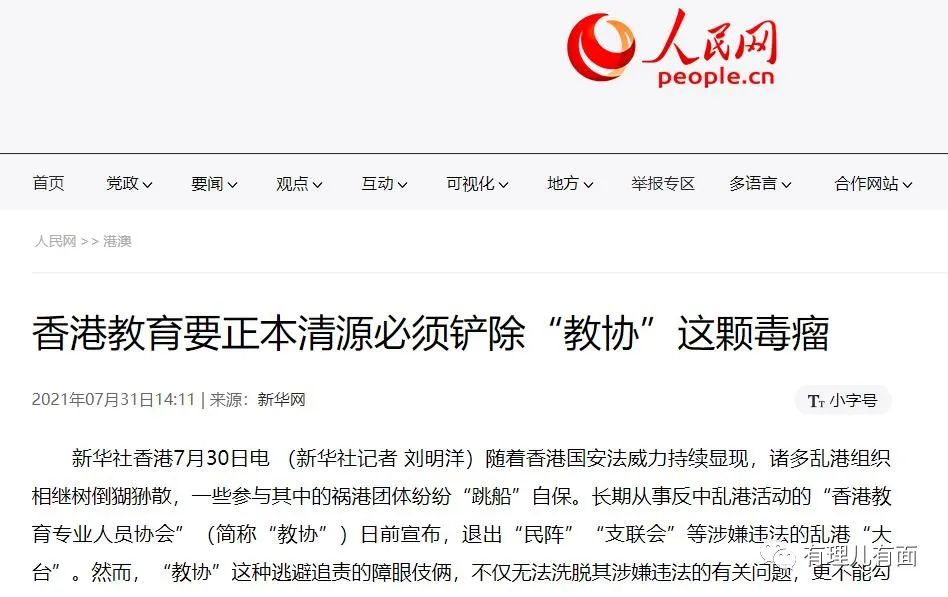 人民网
people.cn
首页 党政 要闻 观点 互动 可视化 地方 举报专区 多语言 合作网站
人民网 >> 港澳
香港教育要正本清源必须铲除“教协”这颗毒瘤
2021年07月31日14:11 | 来源：新华网 TT 小字号
新华社香港7月30日电 （新华社记者 刘明洋）随着香港国安法威力持续显现，诸多乱港组织
相继树倒猢狲散，一些参与其中的祸港团体纷纷“跳船”自保。长期从事反中乱港活动的“香港教
育专业人员协会”（简称“教协”）日前宣布，退出“民阵”“支联会”等涉嫌违法的乱港“大
台”。然而，“教协”这种逃避追责的障眼伎俩，不仅无法洗脱其涉嫌违法的有关问题，更不能勾
有理儿有面